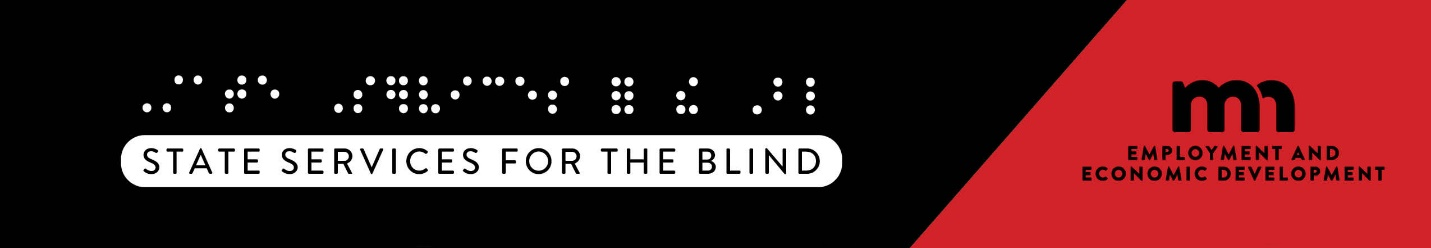 ⠠⠌⠁⠞⠑ ⠠⠎⠻⠧⠊⠉⠑⠎ ⠿ ⠮ ⠠⠃⠇
STATE SERVICES FOR THE BLIND
mn
EMPLOYMENT AND
ECONOMIC DEVELOPMENT